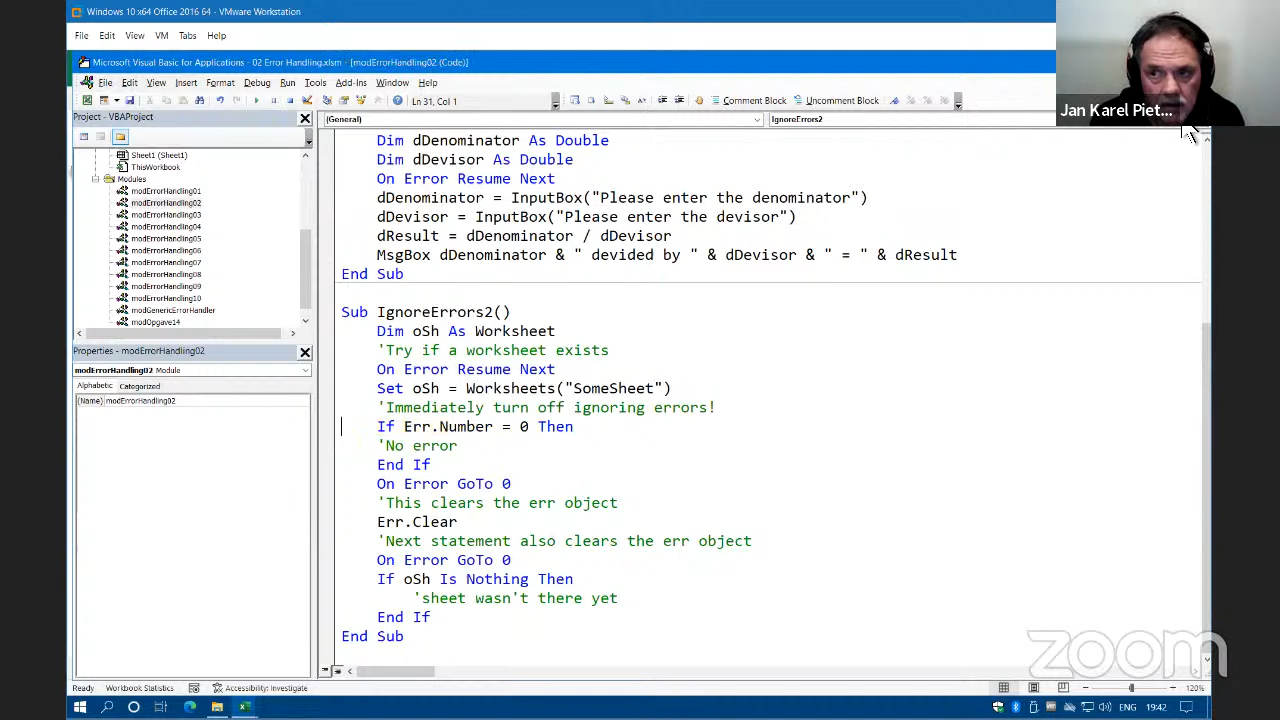 Windows 10 x64 Office 2016 64 - VMware Workstation
File Edit View VM Tabs Help
Microsoft Visual Basic for Applications - 02 Error Handling.xlsm - [modErrorHandling02 (Code)]
File Edit View Insert Format Debug Run Tools Add-Ins Window Help
Ln 31, Col 1
Comment Block
Uncomment Block
Jan Karel Piet...
Project - VBAProject
Sheet1 (Sheet1)
ThisWorkbook
Modules
modErrorHandling01
modErrorHandling02
modErrorHandling03
modErrorHandling04
modErrorHandling05
modErrorHandling06
modErrorHandling07
modErrorHandling08
modErrorHandling09
modErrorHandling10
modGenericErrorHandler
modOpgave14
Properties - modErrorHandling02
modErrorHandling02 Module
Alphabetic Categorized
(Name) modErrorHandling02
(General)
IgnoreErrors2
Dim dDenominator As Double
Dim dDevisor As Double
On Error Resume Next
dDenominator = InputBox("Please enter the denominator")
dDevisor = InputBox("Please enter the devisor")
dResult = dDenominator / dDevisor
MsgBox dDenominator & " devided by " & dDevisor & " = " & dResult
End Sub
Sub IgnoreErrors2()
Dim oSh As Worksheet
'Try if a worksheet exists
On Error Resume Next
Set oSh = Worksheets("SomeSheet")
'Immediately turn off ignoring errors!
If Err.Number = 0 Then
'No error
End If
On Error GoTo 0
'This clears the err object
Err.Clear
'Next statement also clears the err object
On Error GoTo 0
If oSh Is Nothing Then
'sheet wasn't there yet
End If
End Sub
zoom
Ready Workbook Statistics Accessibility: Investigate
120%
ENG 19:42